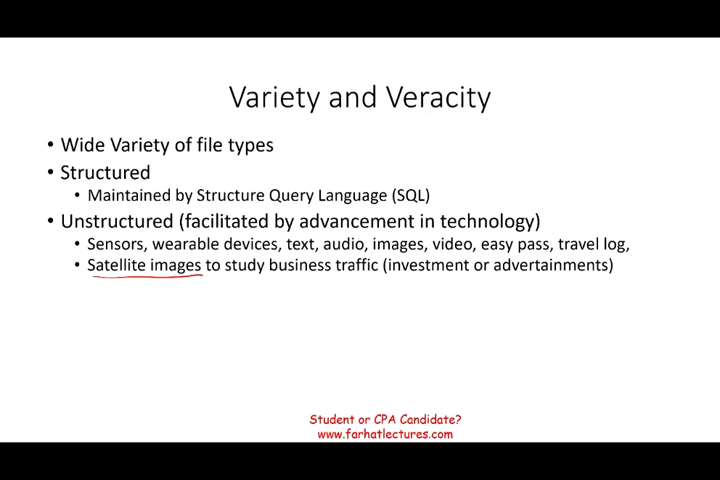 Variety and Veracity
• Wide Variety of file types
• Structured
• Maintained by Structure Query Language (SQL)
• Unstructured (facilitated by advancement in technology)
• Sensors, wearable devices, text, audio, images, video, easy pass, travel log,
• Satellite images to study business traffic (investment or advertainments)
Student or CPA Candidate?
www.farhatlectures.com